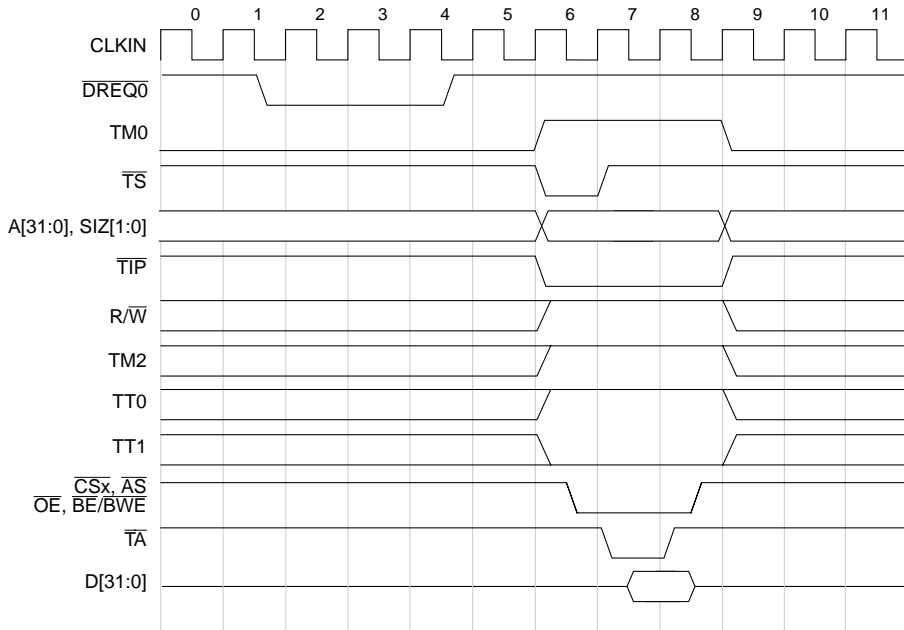 0 1 2 3 4 5 6 7 8 9 10 11
CLKIN
DREQ0
TM0
TS
A[31:0], SIZ[1:0]
TIP
R/W
TM2
TT0
TT1
CSx, AS
OE, BE/BWE
TA
D[31:0]